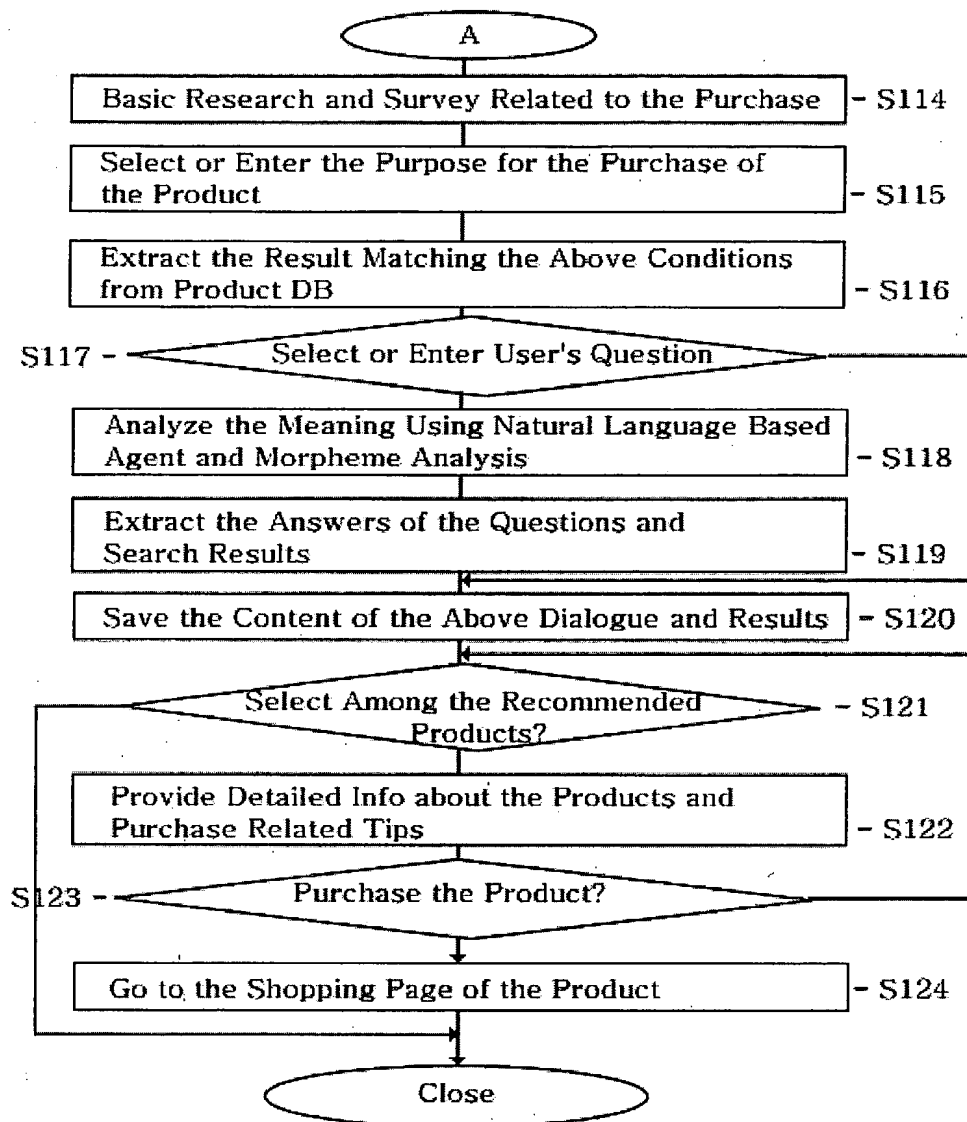 A
Basic Research and Survey Related to the Purchase - S114
Select or Enter the Purpose for the Purchase of
the Product - S115
Extract the Result Matching the Above Conditions
from Product DB - S116
S117 - Select or Enter User's Question
Analyze the Meaning Using Natural Language Based
Agent and Morpheme Analysis - S118
Extract the Answers of the Questions and
Search Results - S119
Save the Content of the Above Dialogue and Results - S120
Select Among the Recommended - S121
Products?
Provide Detailed Info about the Products and
Purchase Related Tips - S122
S123 - Purchase the Product?
Go to the Shopping Page of the Product - S124
Close